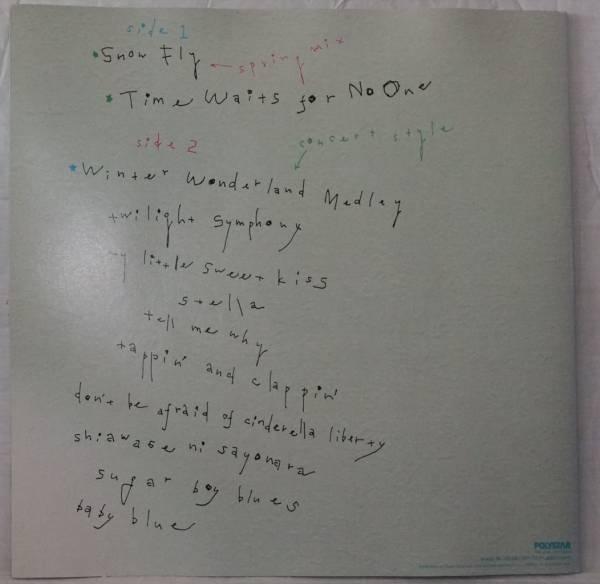 side 1
•Snow Fly ← spring mix
•Time Waits for No One
side 2
concert style
★Winter Wonderland Medley
twilight symphony
my little sweet kiss
stella
tell me why
tappin' and clappin'
don't be afraid of cinderella liberty
shiawase ni sayonara
sugar boy blues
baby blue
POLYSTAR